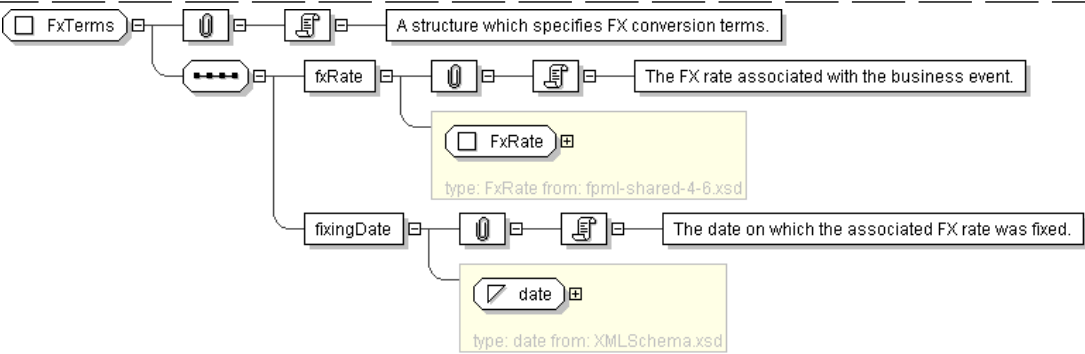 FxTerms
A structure which specifies FX conversion terms.
fxRate
The FX rate associated with the business event.
FxRate
type: FxRate from: fpml-shared-4-6.xsd
fixingDate
The date on which the associated FX rate was fixed.
date
type: date from: XMLSchema.xsd